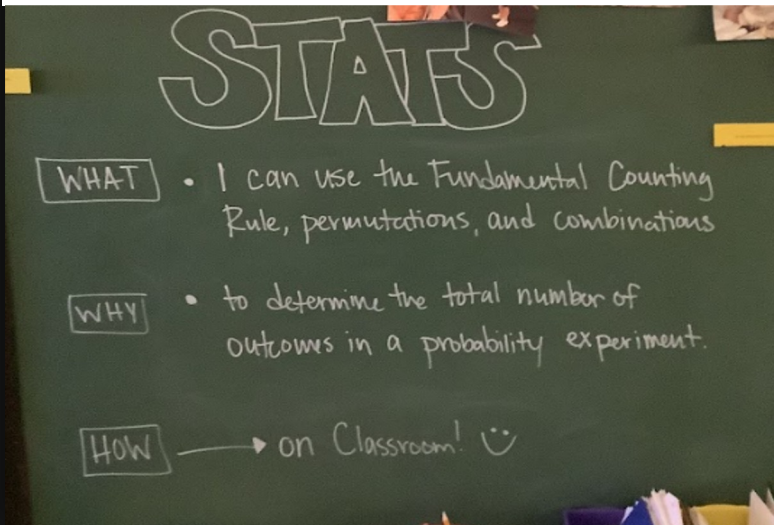 STATS
WHAT • I can use the Fundamental Counting
Rule, permutations, and combinations
WHY • to determine the total number of
outcomes in a probability experiment.
HOW → on Classroom! ☺